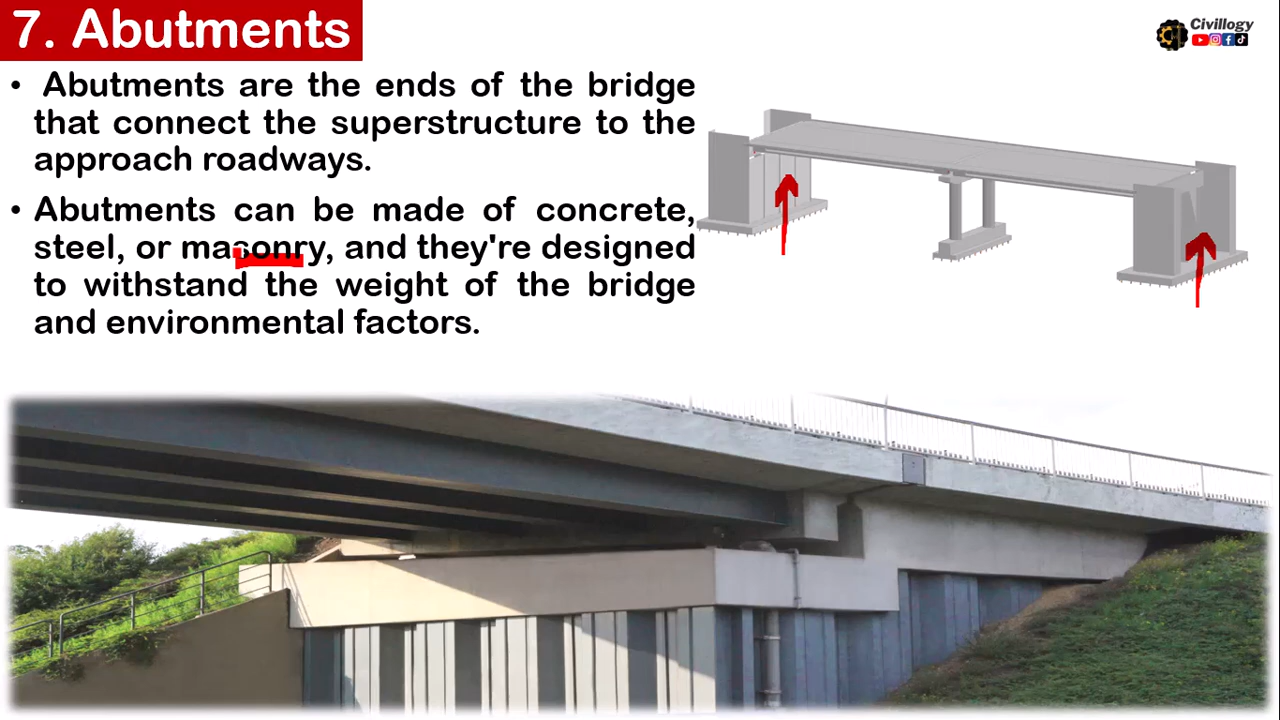 7. Abutments
Civillogy
• Abutments are the ends of the bridge
that connect the superstructure to the
approach roadways.
• Abutments can be made of concrete,
steel, or masonry, and they're designed
to withstand the weight of the bridge
and environmental factors.